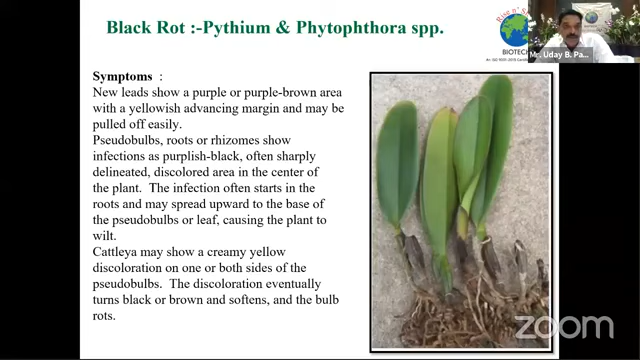 Black Rot :-Pythium & Phytophthora spp.
Rise n' S
BIOTECH
Mr. Uday B. Pa...
Symptoms :
New leads show a purple or purple-brown area
with a yellowish advancing margin and may be
pulled off easily.
Pseudobulbs, roots or rhizomes show
infections as purplish-black, often sharply
delineated, discolored area in the center of
the plant. The infection often starts in the
roots and may spread upward to the base of
the pseudobulbs or leaf, causing the plant to
wilt.
Cattleya may show a creamy yellow
discoloration on one or both sides of the
pseudobulbs. The discoloration eventually
turns black or brown and softens, and the bulb
rots.
zoom